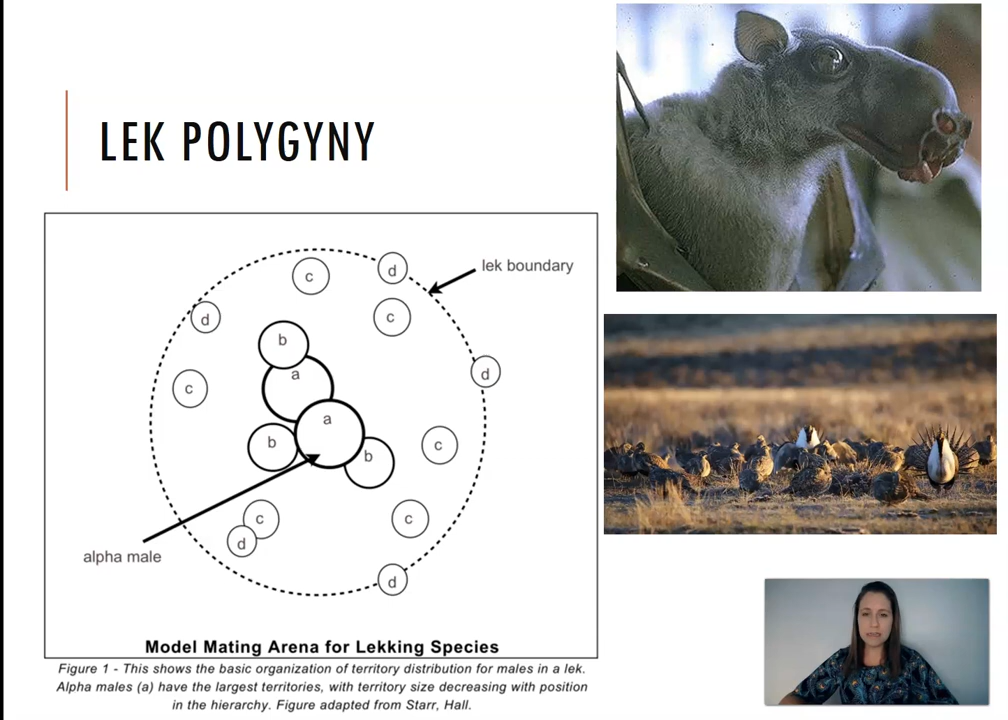 LEK POLYGYNY
c
d
lek boundary
d
c
b
a
d
c
a
b
b
c
c
c
d
alpha male
d
Model Mating Arena for Lekking Species
Figure 1 - This shows the basic organization of territory distribution for males in a lek.
Alpha males (a) have the largest territories, with territory size decreasing with position
in the hierarchy. Figure adapted from Starr, Hall.